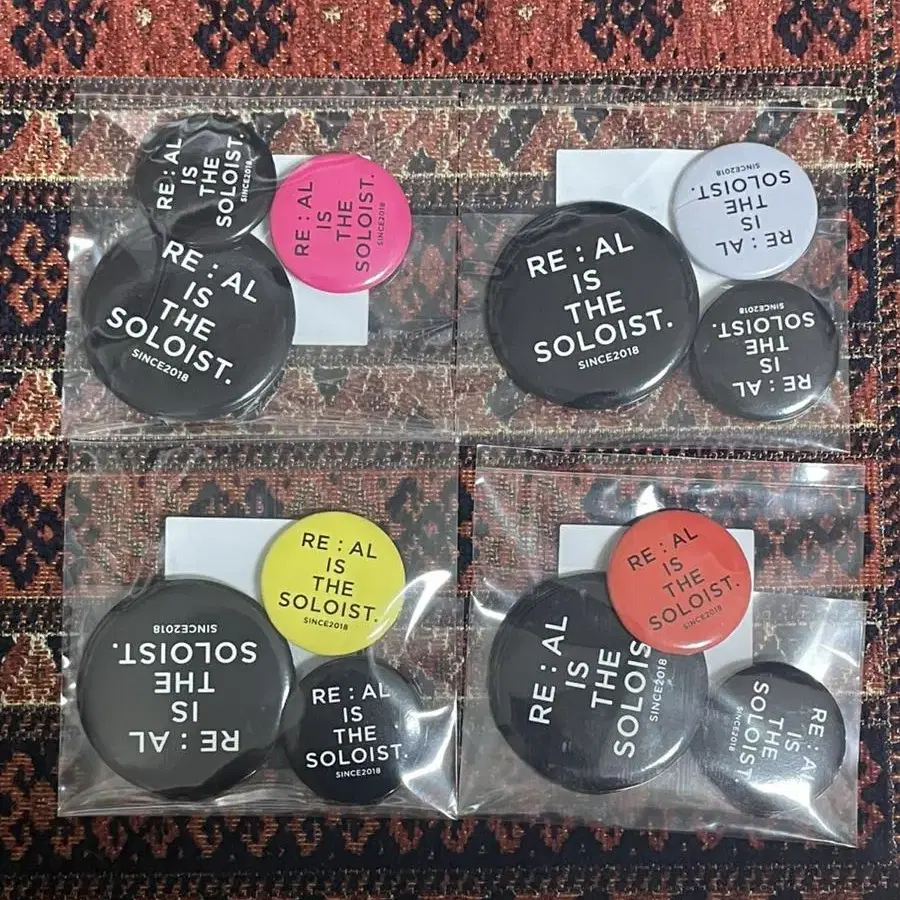 RE : AL
IS
THE
SOLOIST.
SINCE2018
RE : AL
IS
THE
SOLOIST.
SINCE2018
RE : AL
IS
THE
SOLOIST.
SINCE2018
RE : AL
IS
THE
SOLOIST.
SINCE2018
RE : AL
IS
THE
SOLOIST.
SINCE2018
RE : AL
IS
THE
SOLOIST.
SINCE2018
RE : AL
IS
THE
SOLOIST.
SINCE2018
RE : AL
IS
THE
SOLOIST.
SINCE2018
RE : AL
IS
THE
SOLOIST.
SINCE2018
RE : AL
IS
THE
SOLOIST.
SINCE2018
RE : AL
IS
THE
SOLOIS
SINCE2018
RE : AL
IS
THE
SOLOIST.
SINCE2018